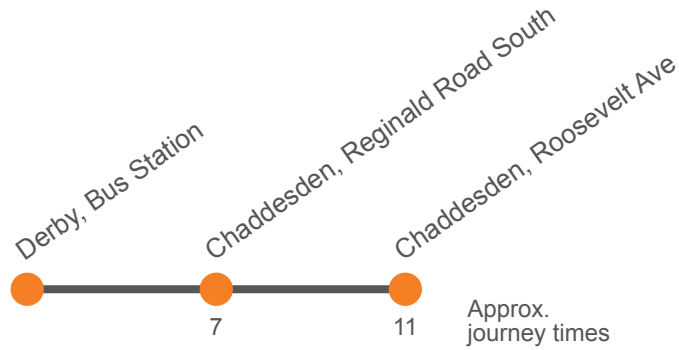 Derby, Bus Station
Chaddesden, Reginald Road South
Chaddesden, Roosevelt Ave
7
11
Approx.
journey times